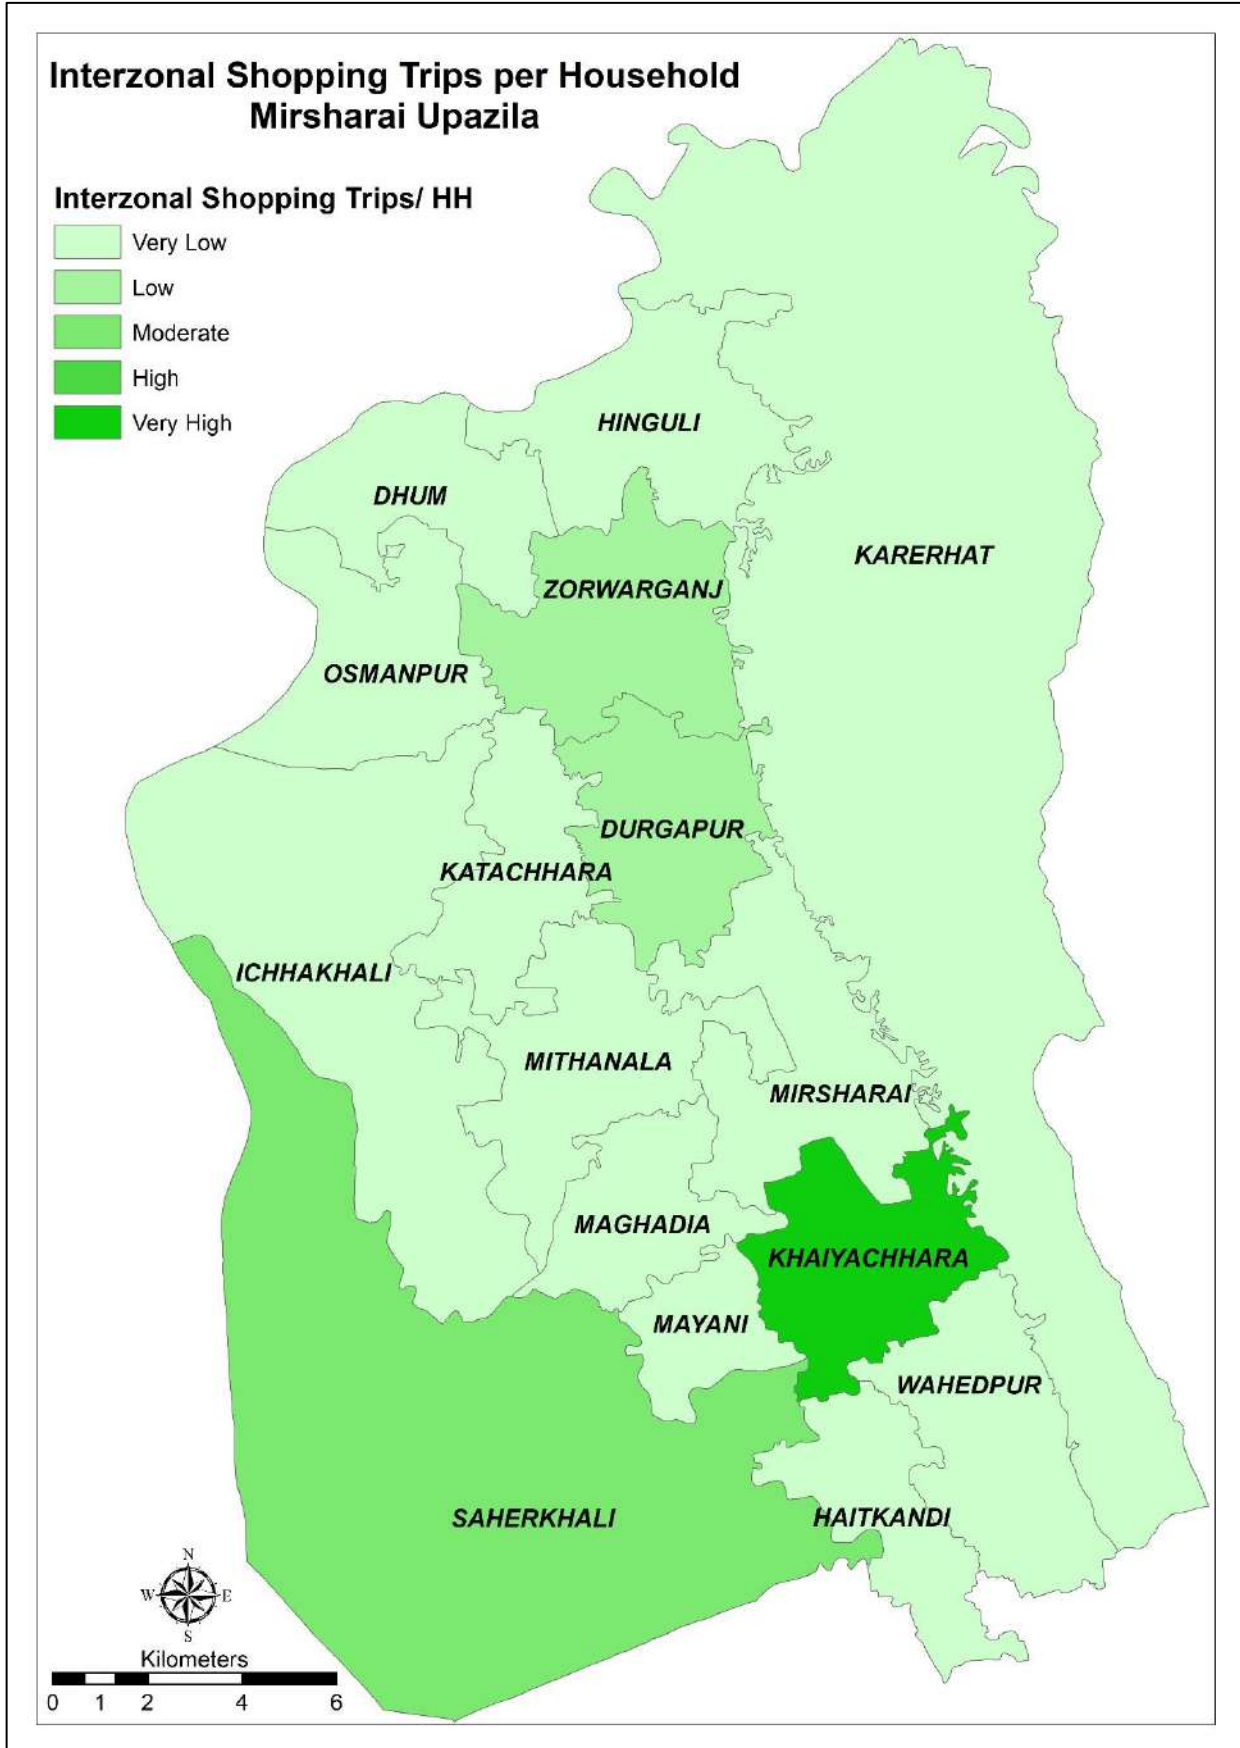 Interzonal Shopping Trips per Household
Mirsharai Upazila
Interzonal Shopping Trips/ HH
Very Low
Low
Moderate
High
Very High
HINGULI
DHUM
KARERHAT
ZORWARGANJ
OSMANPUR
DURGAPUR
KATACHHARA
ICHHAKHALI
MITHANALA
MIRSHARAI
MAGHADIA
KHAIYACHHARA
MAYANI
WAHEDPUR
SAHERKHALI
HAITKANDI
N
W E
S
Kilometers
0 1 2 4 6